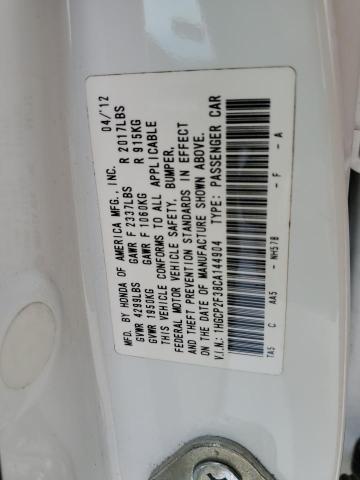 MFD. BY HONDA OF AMERICA MFG., INC. 04/'12
GVWR 4299LBS GAWR F 2337LBS R 2017LBS
GVWR 1950KG GAWR F 1060KG R 915KG
THIS VEHICLE CONFORMS TO ALL APPLICABLE
FEDERAL MOTOR VEHICLE SAFETY, BUMPER,
AND THEFT PREVENTION STANDARDS IN EFFECT
ON THE DATE OF MANUFACTURE SHOWN ABOVE.
V.I.N.: 1HGCP2F38CA144904 TYPE: PASSENGER CAR
TA5 C AA5 - NH578 - F - A